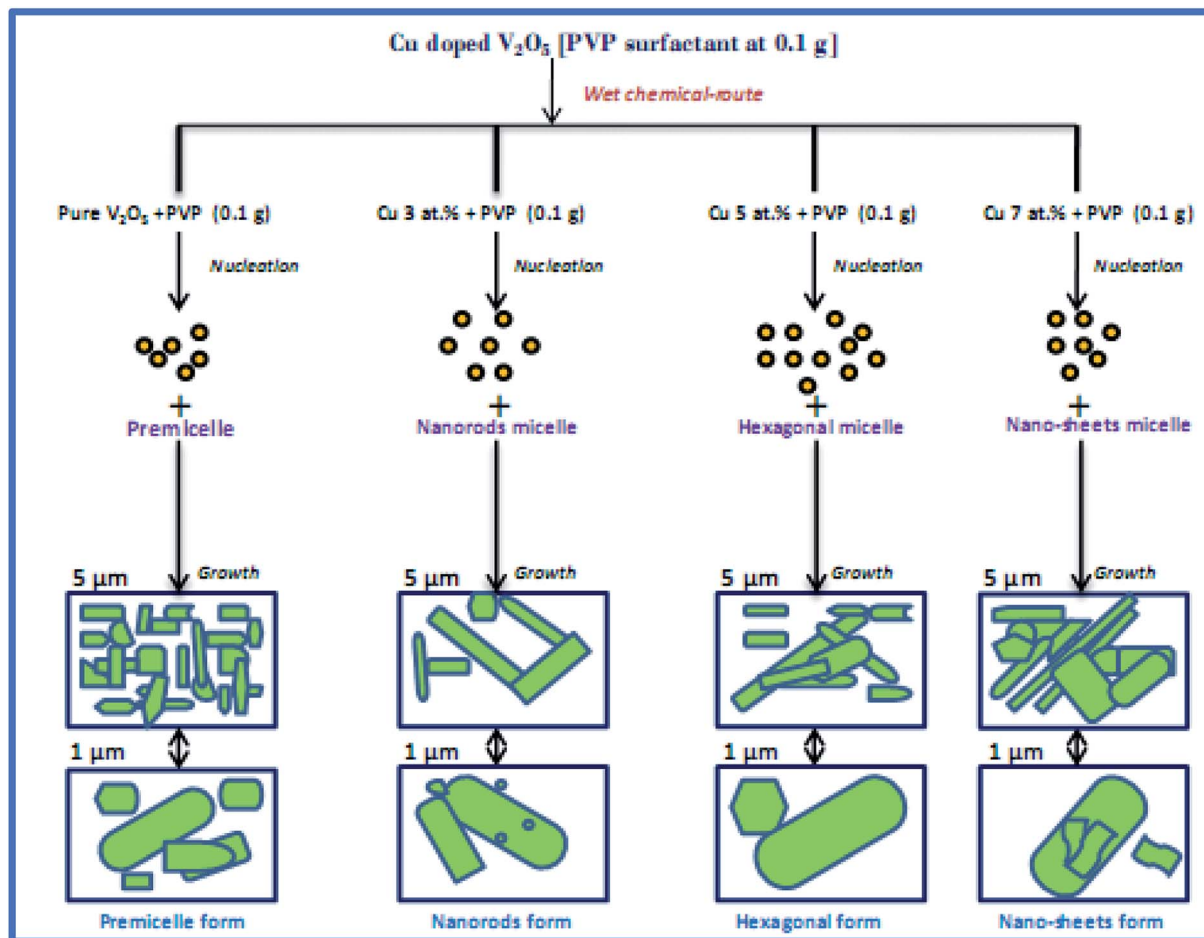 Cu doped V₂O₅ [PVP surfactant at 0.1 g]
Wet chemical-route
Pure V₂O₅ +PVP (0.1 g)
Cu 3 at.% + PVP (0.1 g)
Cu 5 at.% + PVP (0.1 g)
Cu 7 at.% + PVP (0.1 g)
Nucleation
Nucleation
Nucleation
Nucleation
+
+
+
+
Premicelle
Nanorods micelle
Hexagonal micelle
Nano-sheets micelle
5 μm
Growth
5 μm
Growth
5 μm
Growth
5 μm
Growth
1 μm
1 μm
1 μm
1 μm
Premicelle form
Nanorods form
Hexagonal form
Nano-sheets form